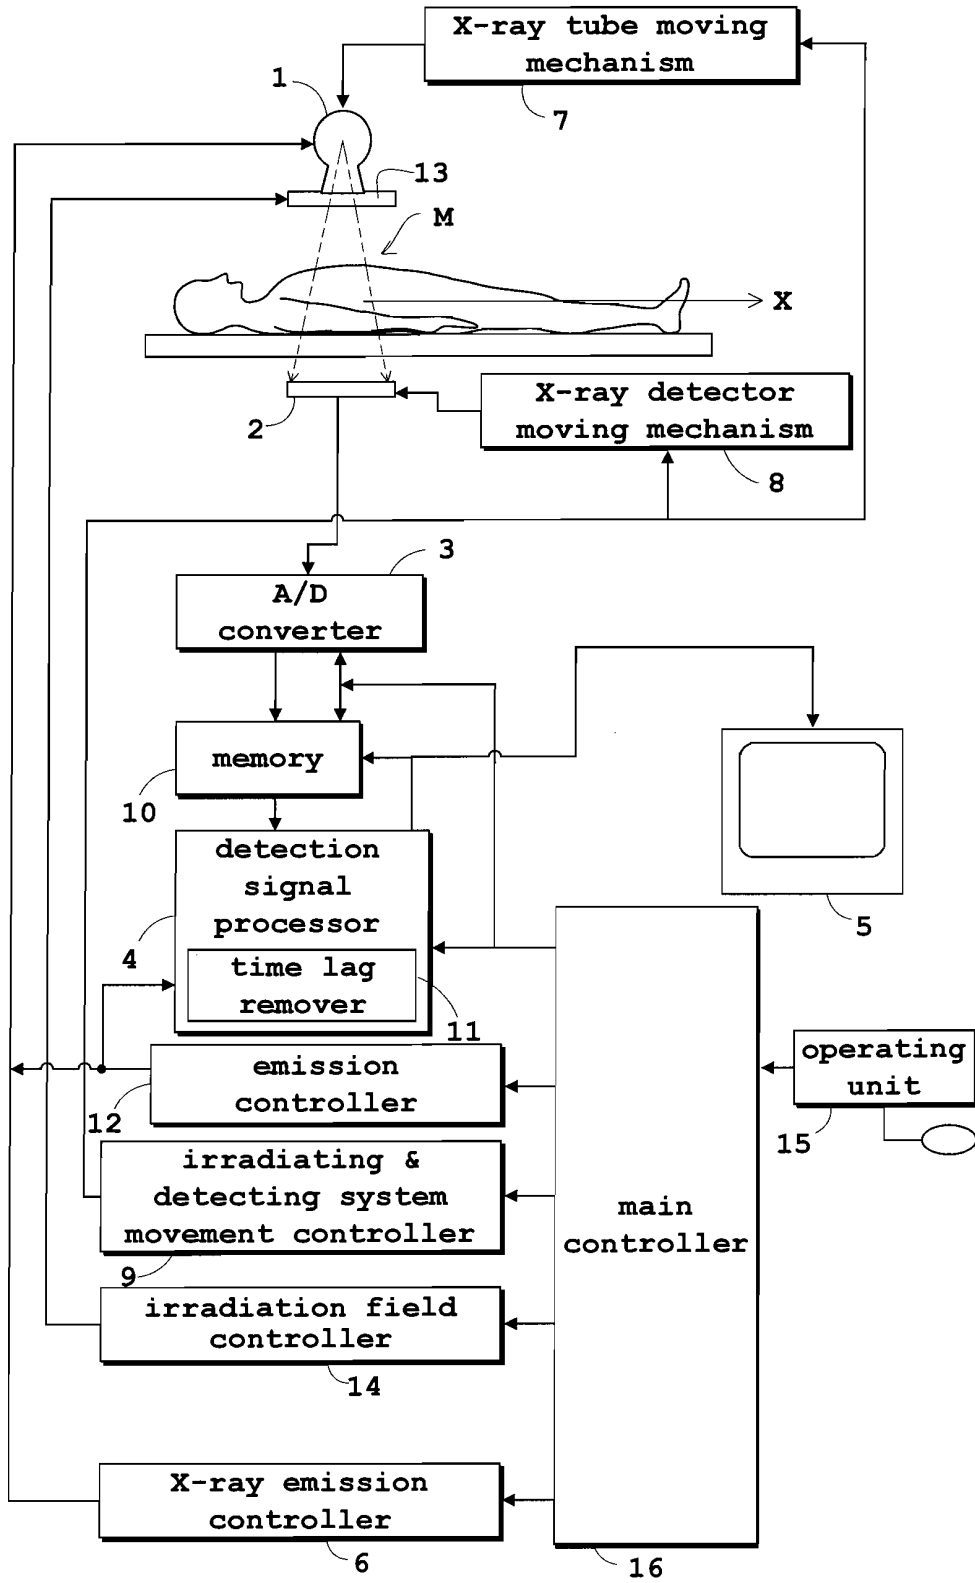 X-ray tube moving
mechanism
7
1
13
M
X
X-ray detector
moving mechanism
2
8
3
A/D
converter
memory
10
detection
signal
processor
4
time lag
remover
11
5
emission
controller
12
operating
unit
15
irradiating &
detecting system
movement controller
9
main
controller
irradiation field
controller
14
X-ray emission
controller
6
16